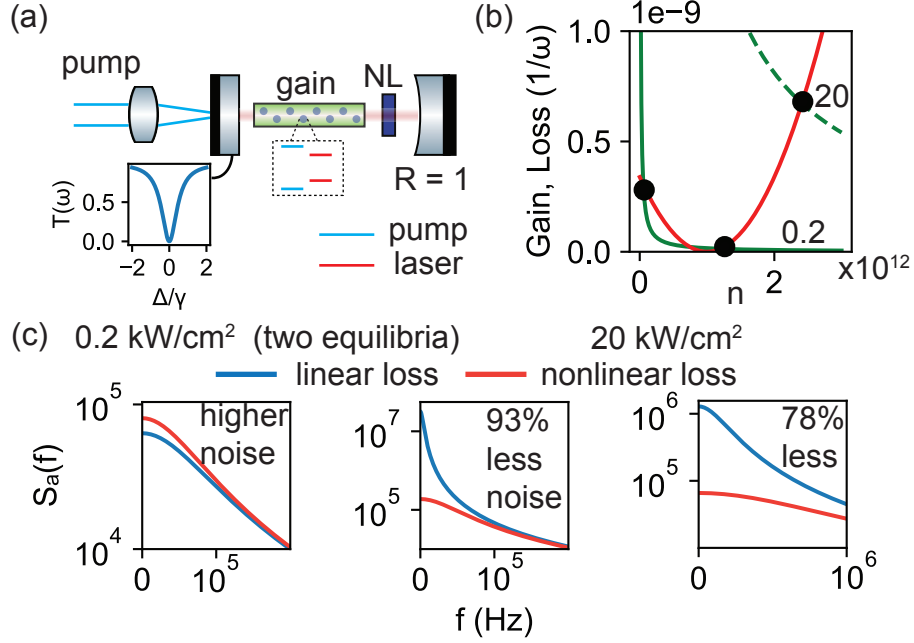 (a)
pump
gain
NL
R = 1
T(ω)
0.5
0.0
−2 0 2
Δ/γ
pump
laser
(b)
1e−9
Gain, Loss (1/ω)
1.0
0.5
0.0
20
0.2
0 2
x10¹²
n
(c)
0.2 kW/cm² (two equilibria)
20 kW/cm²
linear loss
nonlinear loss
Sₐ(f)
10⁵
10⁴
higher
noise
0 10⁵
10⁷
10⁵
93%
less
noise
0 10⁵
10⁶
10⁵
78%
less
0 10⁶
f (Hz)